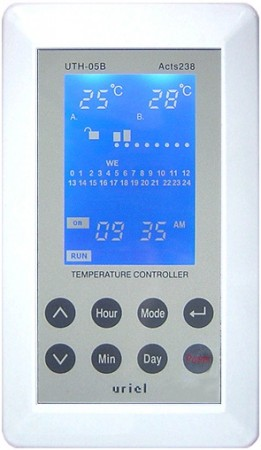 UTH-05B Acts238
25°C 28°C
A. B.
WE
0 1 2 3 4 5 6 7 8 9 10 11 12
13 14 15 16 17 18 19 20 21 22 23 24
ON 09 35 AM
RUN
TEMPERATURE CONTROLLER
Hour Mode
Min Day
uriel